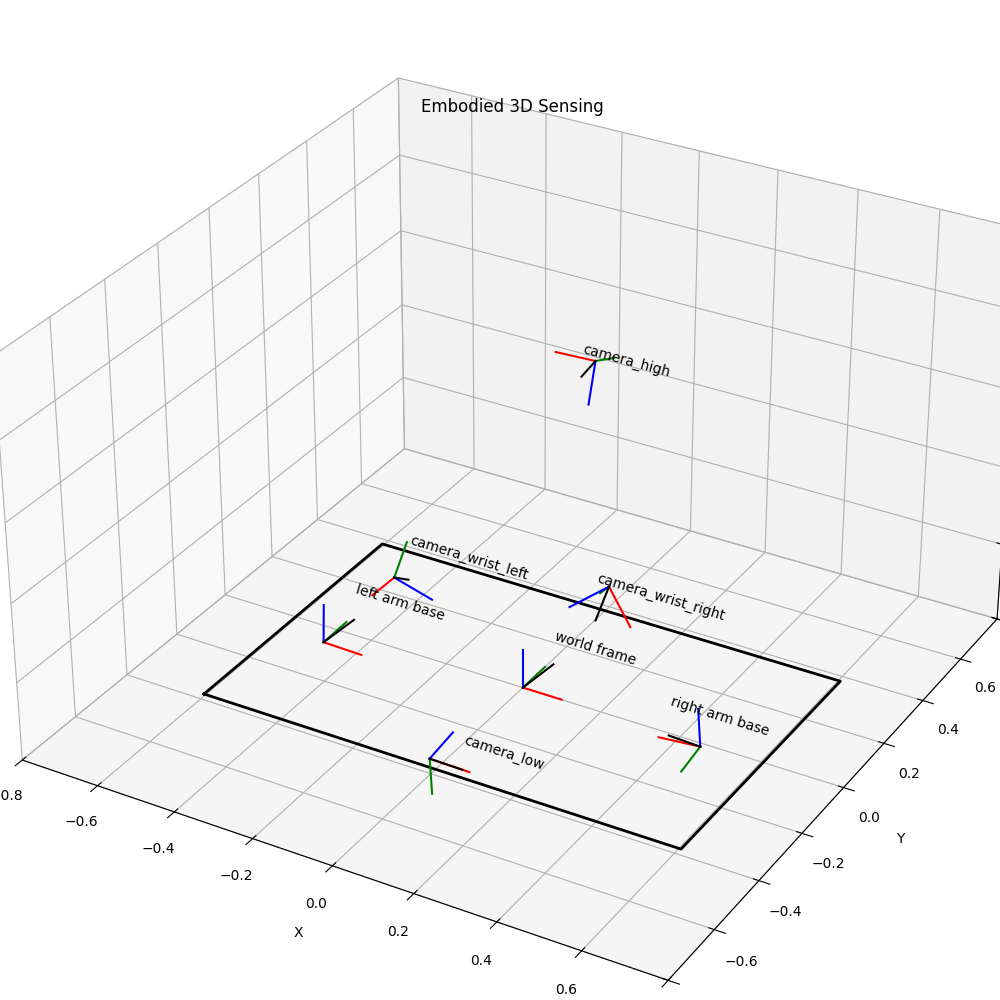 Embodied 3D Sensing
camera_high
camera_wrist_left
camera_wrist_right
left arm base
world frame
right arm base
camera_low
0.8
−0.6
−0.4
−0.2
0.0
0.2
0.4
0.6
X
0.6
0.4
0.2
0.0
−0.2
−0.4
−0.6
Y